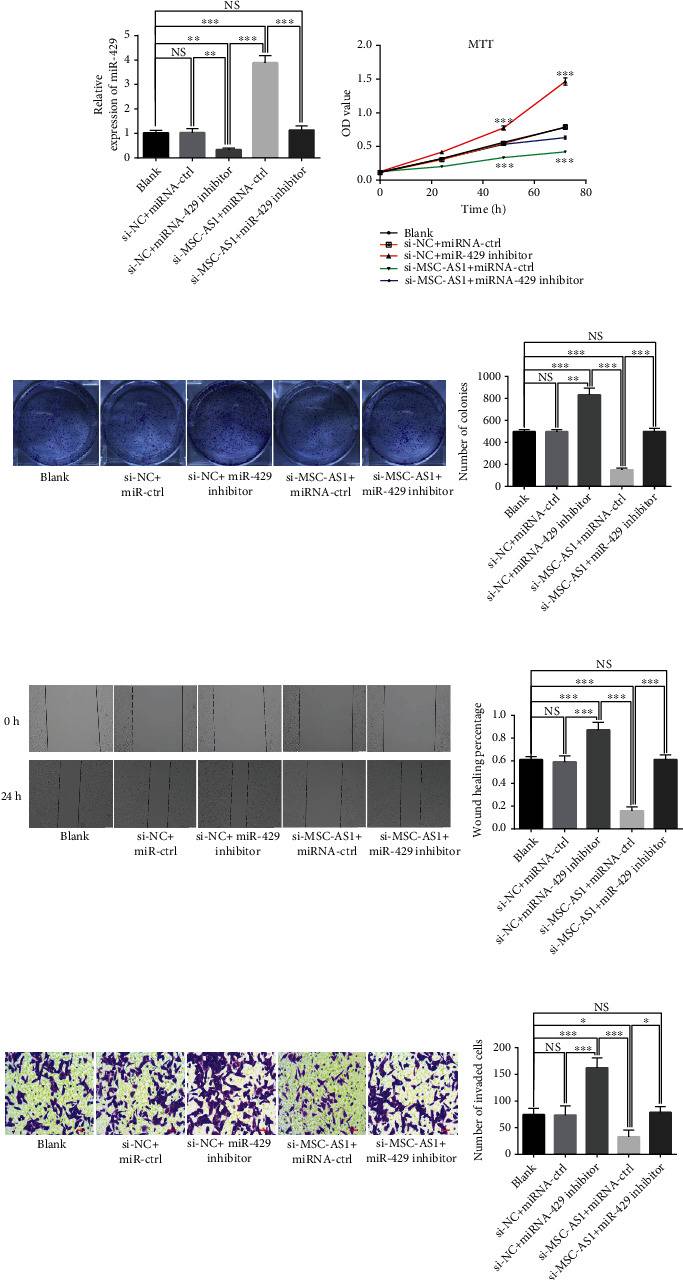 NS
***
** ***
***
NS **
Relative
expression of miR-429
5
4
3
2
1
0
Blank
si-NC+miRNA-ctrl
si-NC+miRNA-429 inhibitor
si-MSC-AS1+miRNA-ctrl
si-MSC-AS1+miR-429 inhibitor
MTT
OD value
2.0
1.5
1.0
0.5
0.0
***
***
***
***
0 20 40 60 80
Time (h)
Blank
si-NC+miRNA-ctrl
si-NC+miR-429 inhibitor
si-MSC-AS1+miRNA-ctrl
si-MSC-AS1+miRNA-429 inhibitor
Blank
si-NC+
miR-ctrl
si-NC+ miR-429
inhibitor
si-MSC-AS1+
miRNA-ctrl
si-MSC-AS1+
miR-429 inhibitor
NS
***
*** *** ***
NS **
Number of colonies
1000
800
600
400
200
0
Blank
si-NC+miRNA-ctrl
si-NC+miRNA-429 inhibitor
si-MSC-AS1+miRNA-ctrl
si-MSC-AS1+miR-429 inhibitor
0 h
24 h
Blank
si-NC+
miR-ctrl
si-NC+ miR-429
inhibitor
si-MSC-AS1+
miRNA-ctrl
si-MSC-AS1+
miR-429 inhibitor
NS
***
*** *** ***
NS ***
Wound healing percentage
1.0
0.8
0.6
0.4
0.2
0.0
Blank
si-NC+miRNA-ctrl
si-NC+miRNA-429 inhibitor
si-MSC-AS1+miRNA-ctrl
si-MSC-AS1+miR-429 inhibitor
Blank
si-NC+
miR-ctrl
si-NC+ miR-429
inhibitor
si-MSC-AS1+
miRNA-ctrl
si-MSC-AS1+
miR-429 inhibitor
NS
*
*** *** *
NS ***
Number of invaded cells
200
150
100
50
0
Blank
si-NC+miRNA-ctrl
si-NC+miRNA-429 inhibitor
si-MSC-AS1+miRNA-ctrl
si-MSC-AS1+miR-429 inhibitor